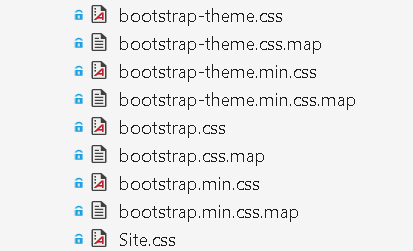 bootstrap-theme.css
bootstrap-theme.css.map
bootstrap-theme.min.css
bootstrap-theme.min.css.map
bootstrap.css
bootstrap.css.map
bootstrap.min.css
bootstrap.min.css.map
Site.css